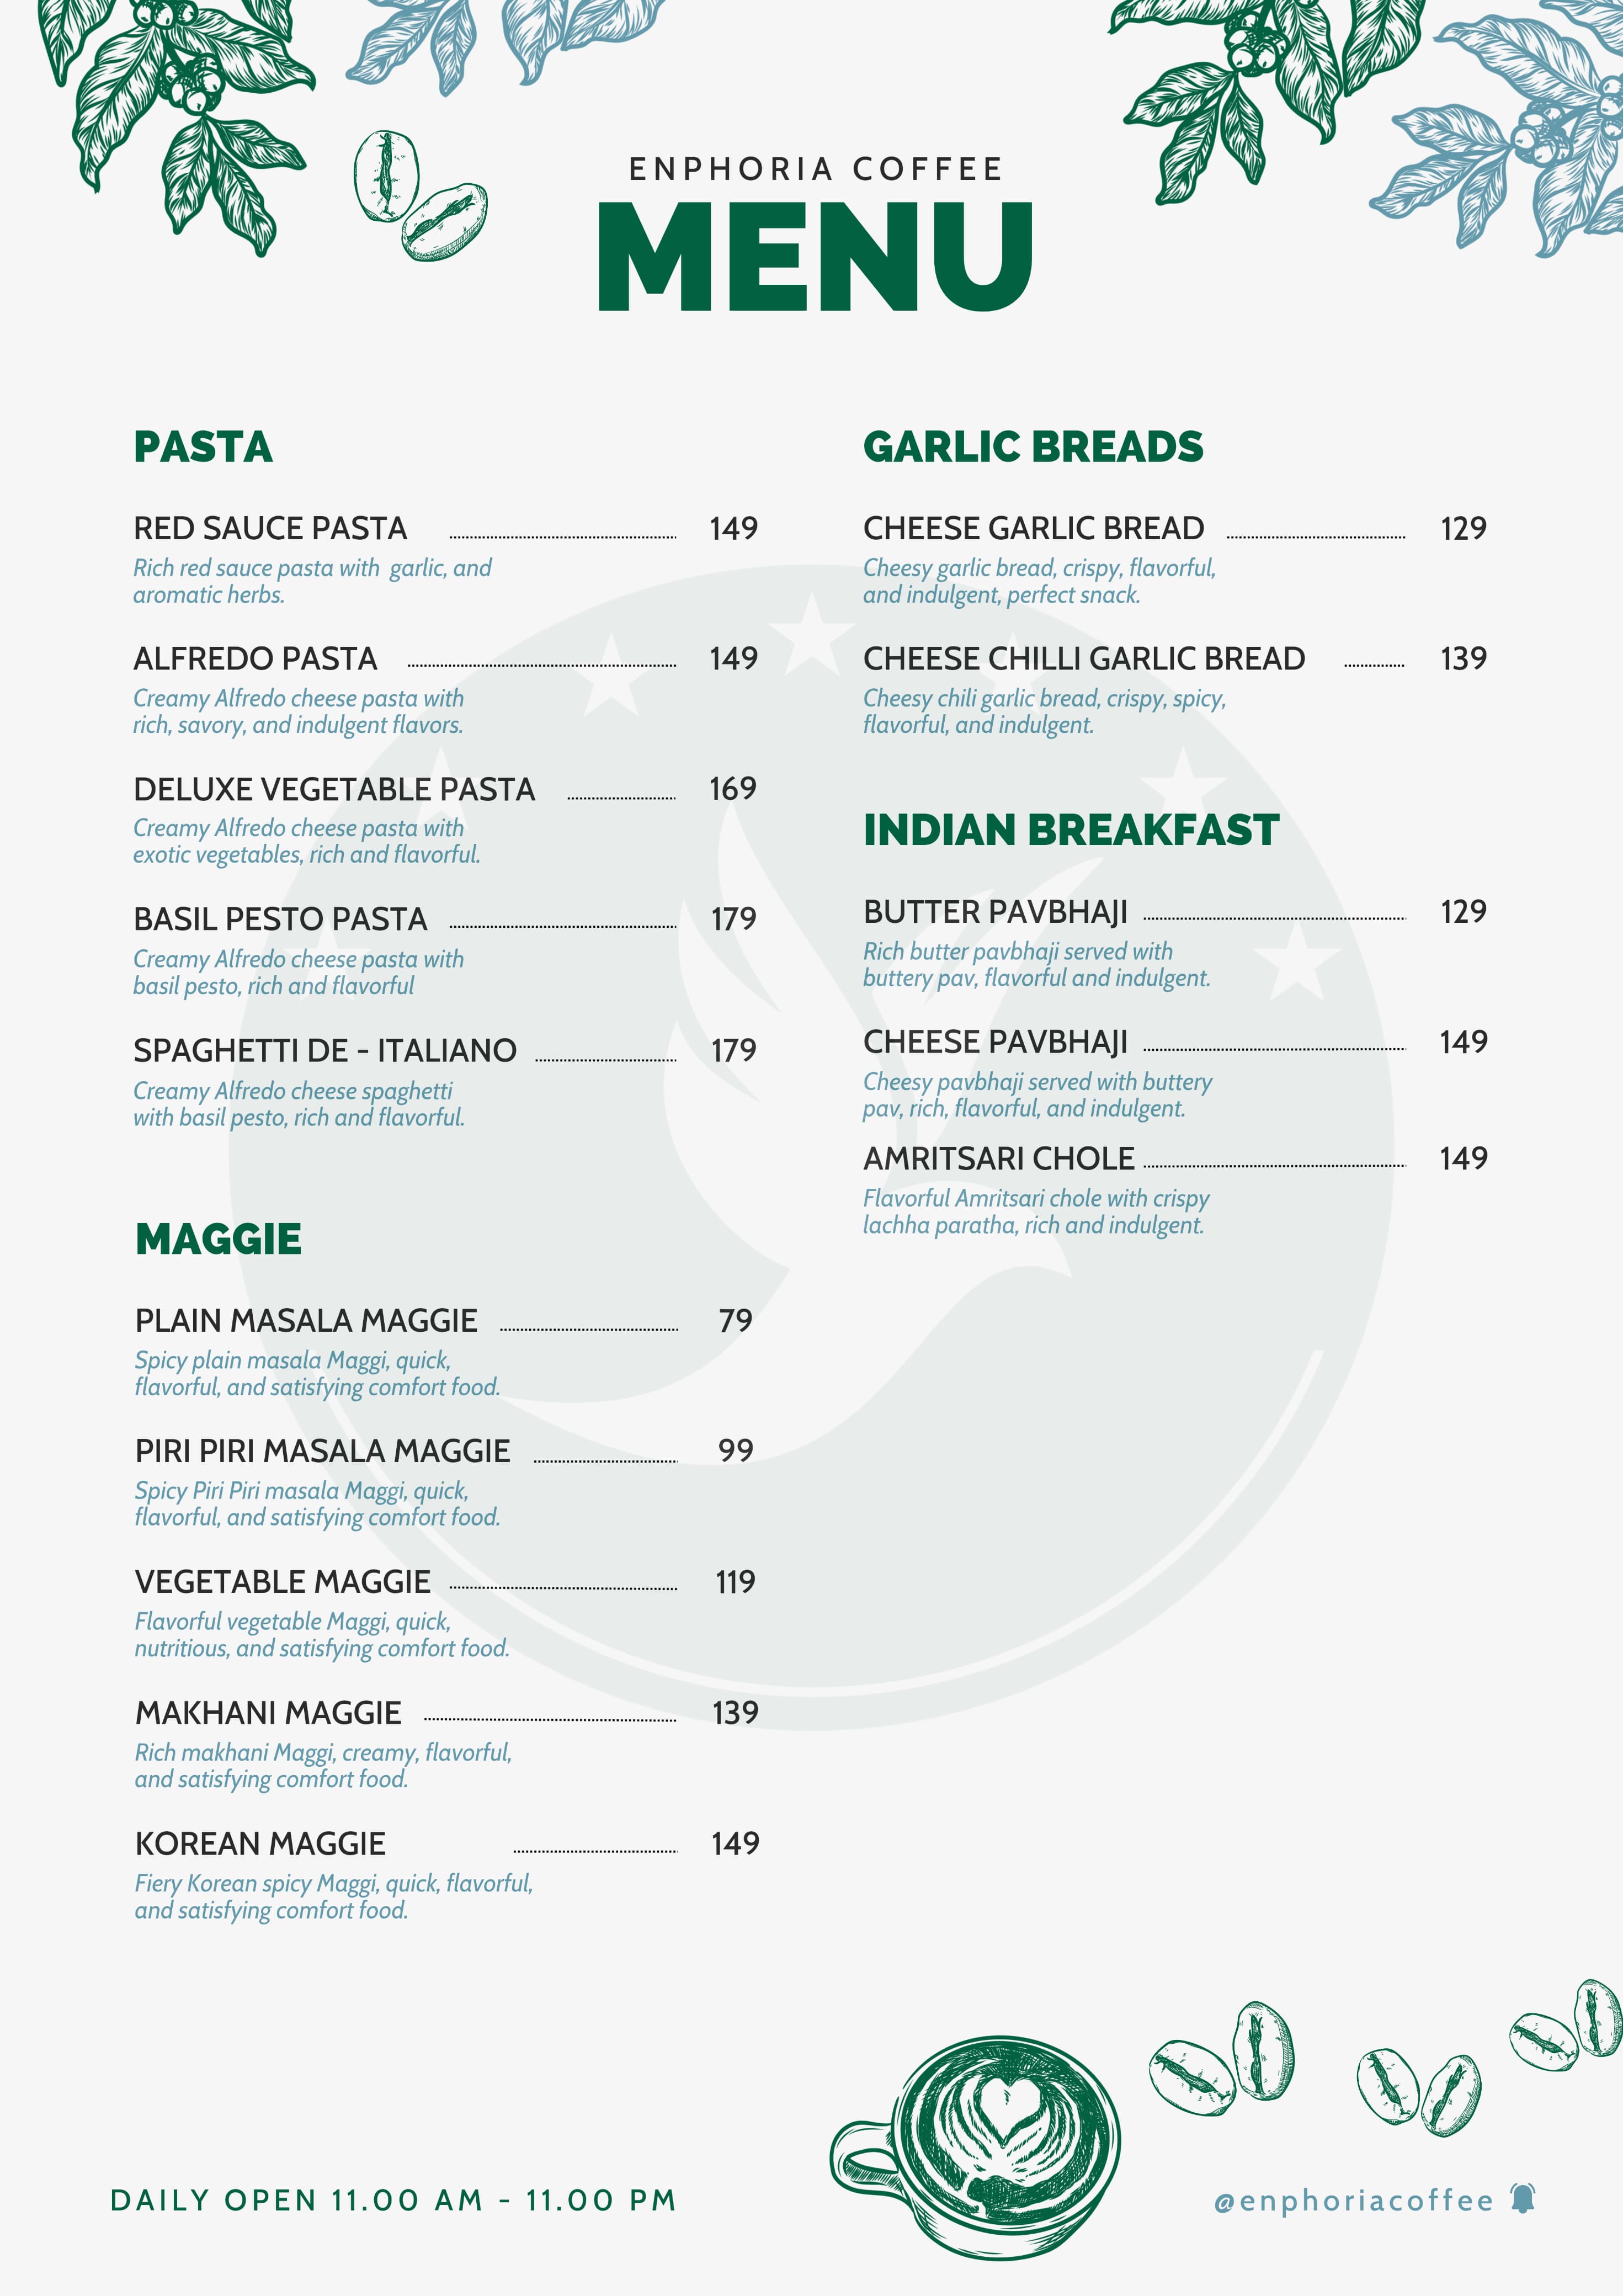 ENPHORIA COFFEE
MENU
PASTA
RED SAUCE PASTA 149
Rich red sauce pasta with garlic, and
aromatic herbs.
ALFREDO PASTA 149
Creamy Alfredo cheese pasta with
rich, savory, and indulgent flavors.
DELUXE VEGETABLE PASTA 169
Creamy Alfredo cheese pasta with
exotic vegetables, rich and flavorful.
BASIL PESTO PASTA 179
Creamy Alfredo cheese pasta with
basil pesto, rich and flavorful
SPAGHETTI DE - ITALIANO 179
Creamy Alfredo cheese spaghetti
with basil pesto, rich and flavorful.
MAGGIE
PLAIN MASALA MAGGIE 79
Spicy plain masala Maggi, quick,
flavorful, and satisfying comfort food.
PIRI PIRI MASALA MAGGIE 99
Spicy Piri Piri masala Maggi, quick,
flavorful, and satisfying comfort food.
VEGETABLE MAGGIE 119
Flavorful vegetable Maggi, quick,
nutritious, and satisfying comfort food.
MAKHANI MAGGIE 139
Rich makhani Maggi, creamy, flavorful,
and satisfying comfort food.
KOREAN MAGGIE 149
Fiery Korean spicy Maggi, quick, flavorful,
and satisfying comfort food.
GARLIC BREADS
CHEESE GARLIC BREAD 129
Cheesy garlic bread, crispy, flavorful,
and indulgent, perfect snack.
CHEESE CHILLI GARLIC BREAD 139
Cheesy chili garlic bread, crispy, spicy,
flavorful, and indulgent.
INDIAN BREAKFAST
BUTTER PAVBHAJI 129
Rich butter pavbhaji served with
buttery pav, flavorful and indulgent.
CHEESE PAVBHAJI 149
Cheesy pavbhaji served with buttery
pav, rich, flavorful, and indulgent.
AMRITSARI CHOLE 149
Flavorful Amritsari chole with crispy
lachha paratha, rich and indulgent.
DAILY OPEN 11.00 AM - 11.00 PM
@enphoriacoffee